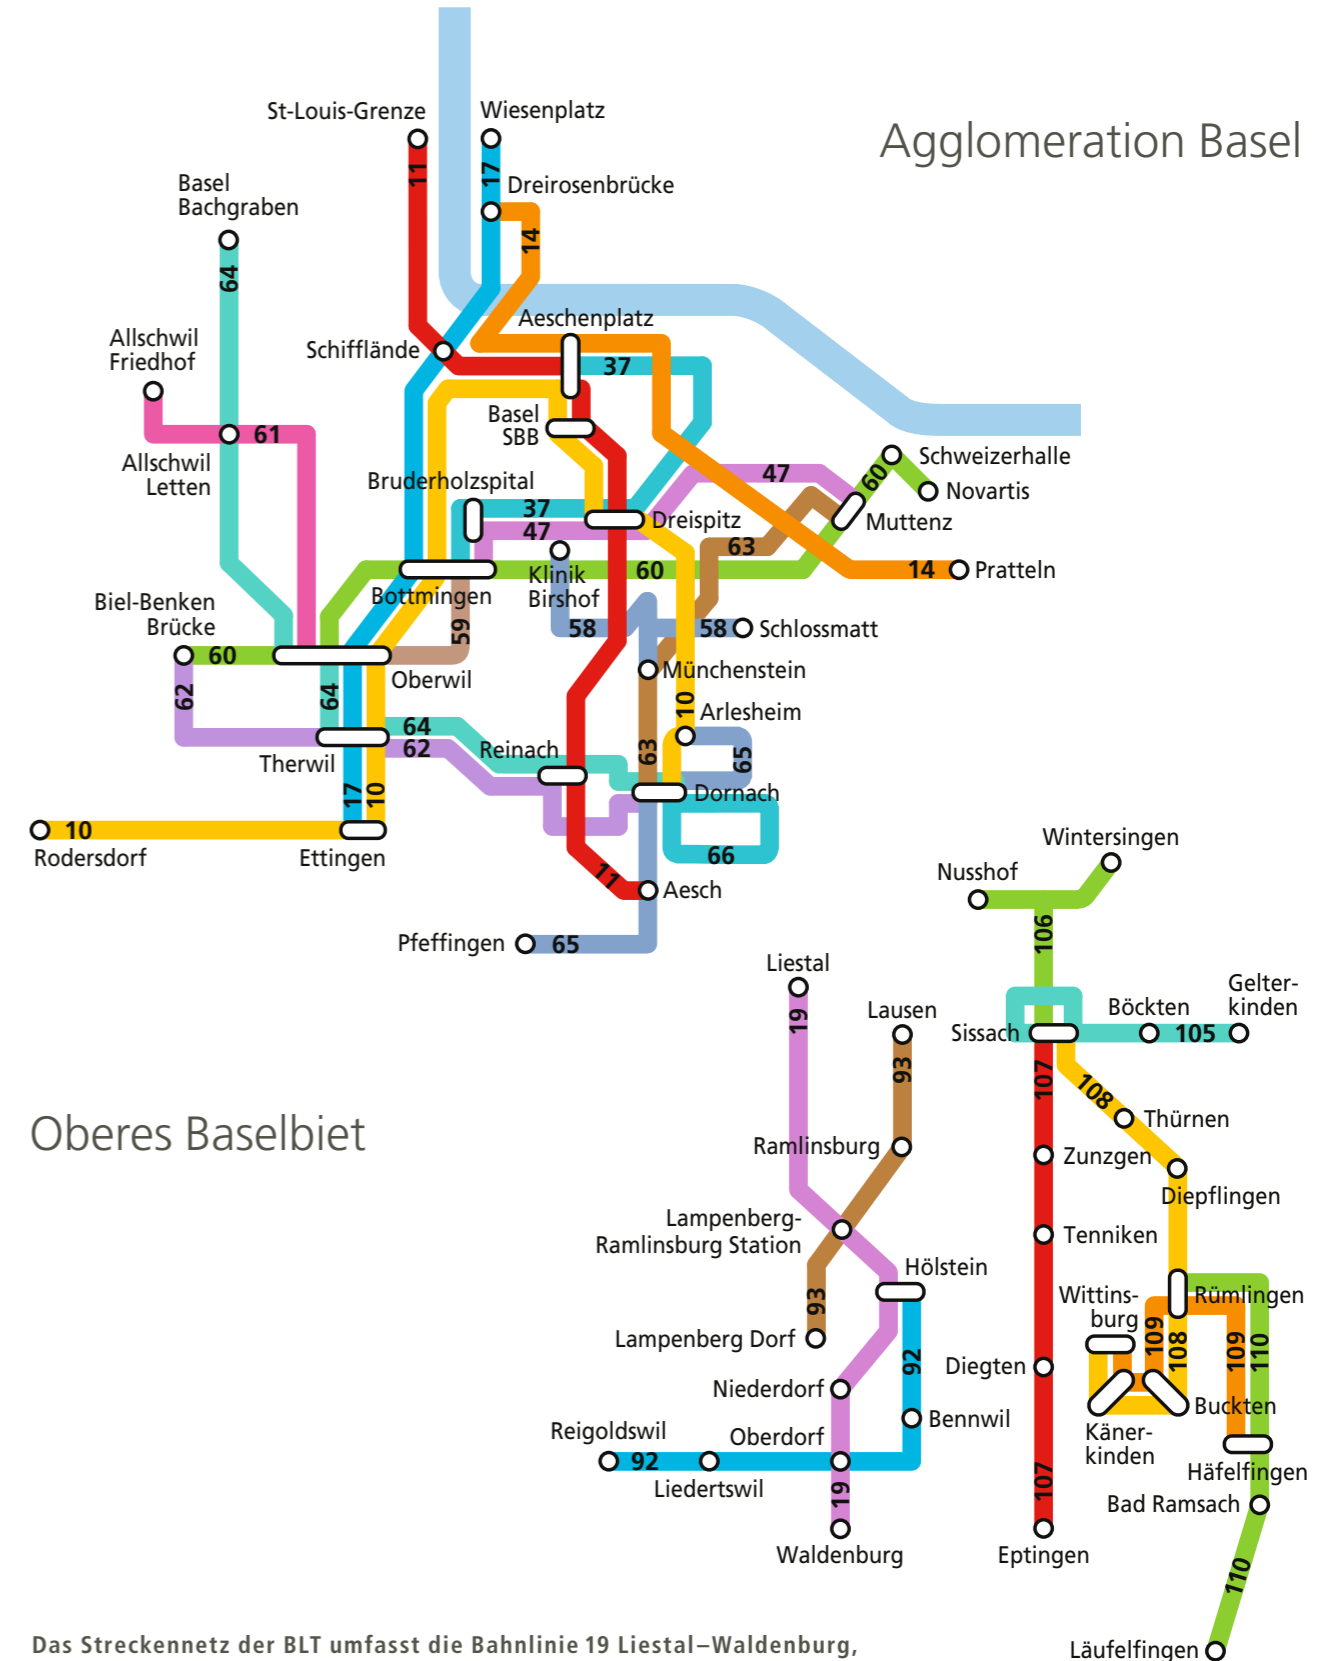 Agglomeration Basel
St-Louis-Grenze
Wiesenplatz
11
17
Dreirosenbrücke
14
Basel
Bachgraben
64
Allschwil
Friedhof
Schifflände
Aeschenplatz
37
61
Allschwil
Letten
Basel
SBB
Bruderholzspital
37
47
47
60
Schweizerhalle
Novartis
Muttenz
Dreispitz
63
Klinik
Birshof
60
14
Pratteln
Bottmingen
59
58
58
Schlossmatt
Biel-Benken
Brücke
60
62
64
Oberwil
Münchenstein
10
Arlesheim
64
62
Reinach
63
65
Therwil
17
10
Dornach
66
10
Rodersdorf
Ettingen
11
Aesch
Pfeffingen
65
Oberes Baselbiet
Wintersingen
Nusshof
106
Liestal
19
Lausen
93
Sissach
Böckten
105
Gelter-
kinden
107
108
Thürnen
Ramlinsburg
Zunzgen
Diepflingen
Lampenberg-
Ramlinsburg Station
Tenniken
Hölstein
93
Lampenberg Dorf
Wittins-
burg
Rümlingen
109
108
109
110
92
Diegten
Niederdorf
Käner-
kinden
Buckten
Bennwil
Reigoldswil
92
Liedertswil
Oberdorf
19
Waldenburg
107
Eptingen
Häfelfingen
Bad Ramsach
110
Läufelfingen
Das Streckennetz der BLT umfasst die Bahnlinie 19 Liestal–Waldenburg,